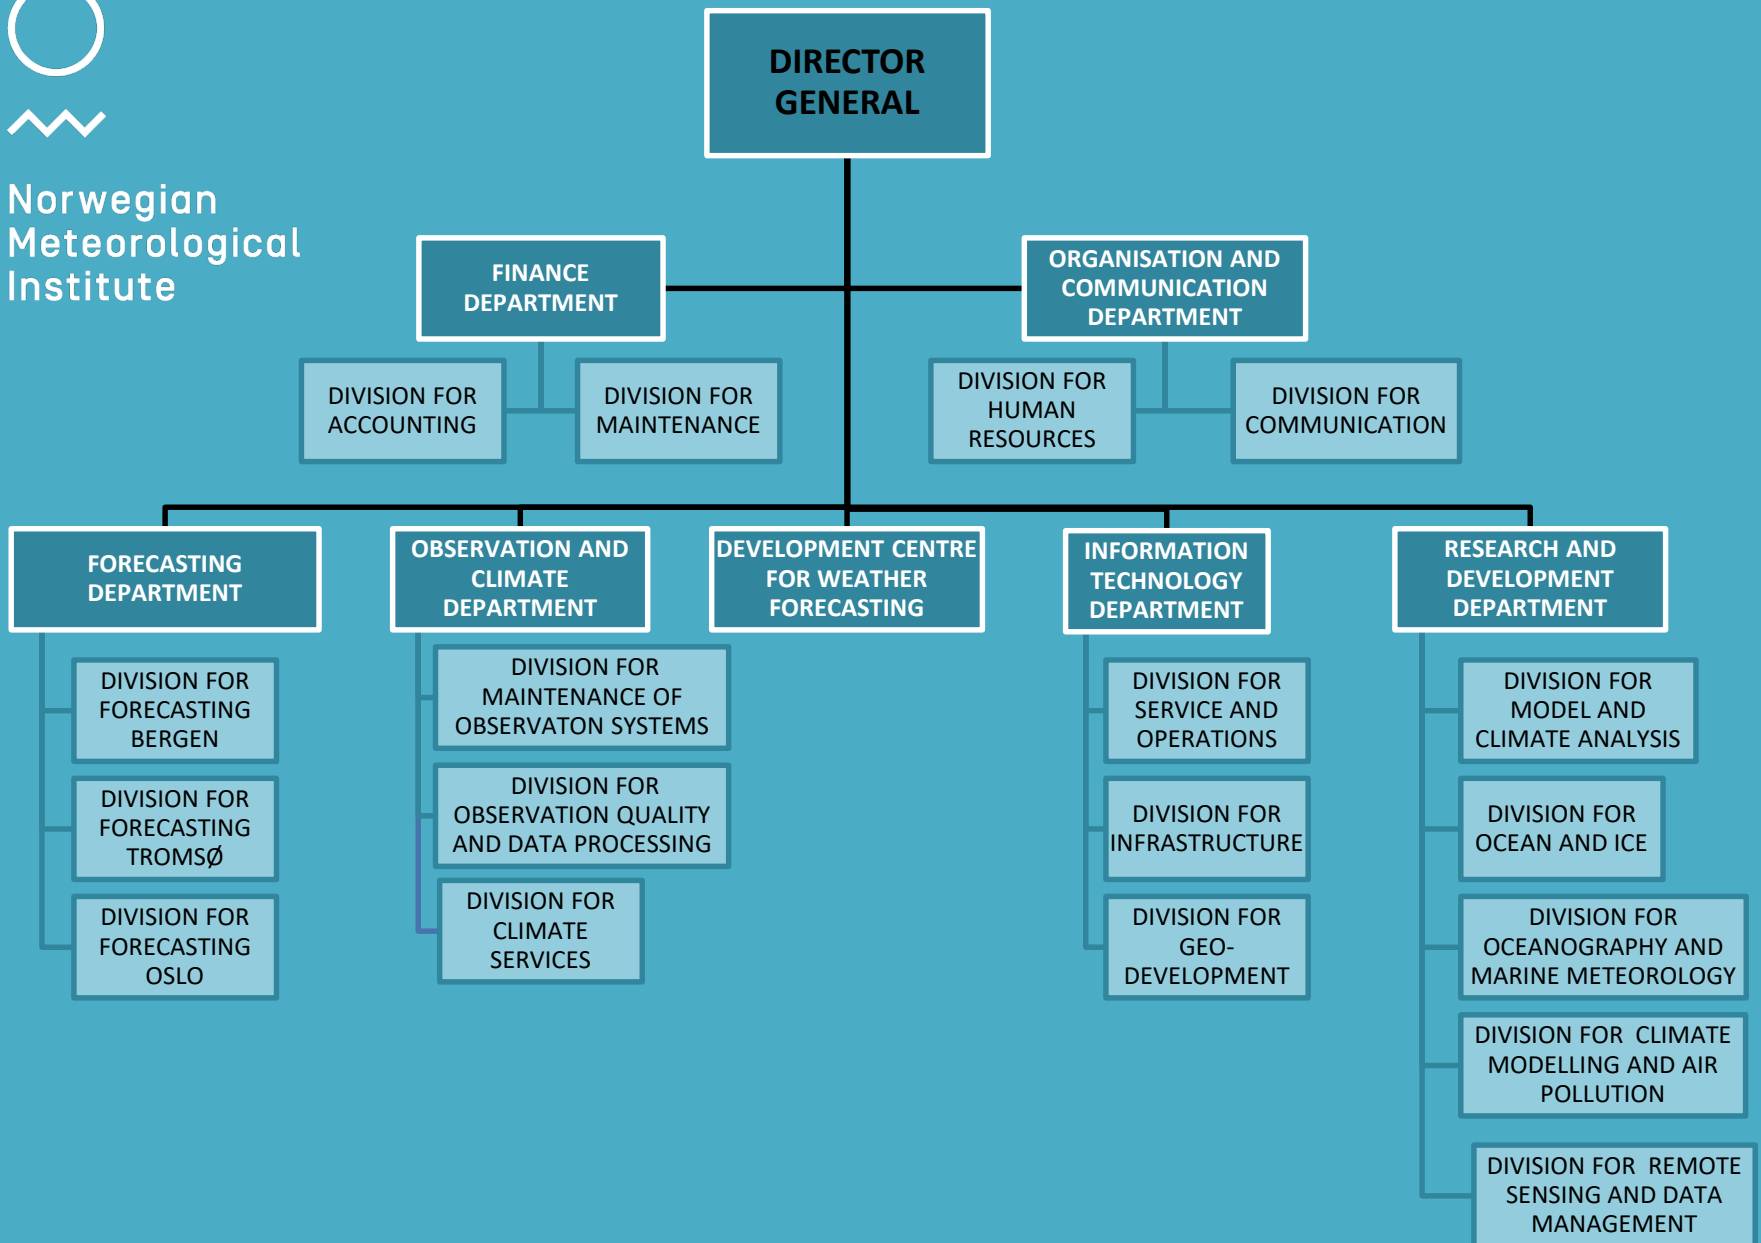 Norwegian
Meteorological
Institute
DIRECTOR
GENERAL
FINANCE
DEPARTMENT
ORGANISATION AND
COMMUNICATION
DEPARTMENT
DIVISION FOR
ACCOUNTING
DIVISION FOR
MAINTENANCE
DIVISION FOR
HUMAN
RESOURCES
DIVISION FOR
COMMUNICATION
FORECASTING
DEPARTMENT
DIVISION FOR
FORECASTING
BERGEN
DIVISION FOR
FORECASTING
TROMSØ
DIVISION FOR
FORECASTING
OSLO
OBSERVATION AND
CLIMATE
DEPARTMENT
DIVISION FOR
MAINTENANCE OF
OBSERVATON SYSTEMS
DIVISION FOR
OBSERVATION QUALITY
AND DATA PROCESSING
DIVISION FOR
CLIMATE
SERVICES
DEVELOPMENT CENTRE
FOR WEATHER
FORECASTING
INFORMATION
TECHNOLOGY
DEPARTMENT
DIVISION FOR
SERVICE AND
OPERATIONS
DIVISION FOR
INFRASTRUCTURE
DIVISION FOR
GEO-
DEVELOPMENT
RESEARCH AND
DEVELOPMENT
DEPARTMENT
DIVISION FOR
MODEL AND
CLIMATE ANALYSIS
DIVISION FOR
OCEAN AND ICE
DIVISION FOR
OCEANOGRAPHY AND
MARINE METEOROLOGY
DIVISION FOR  CLIMATE
MODELLING AND AIR
POLLUTION
DIVISION FOR  REMOTE
SENSING AND DATA
MANAGEMENT